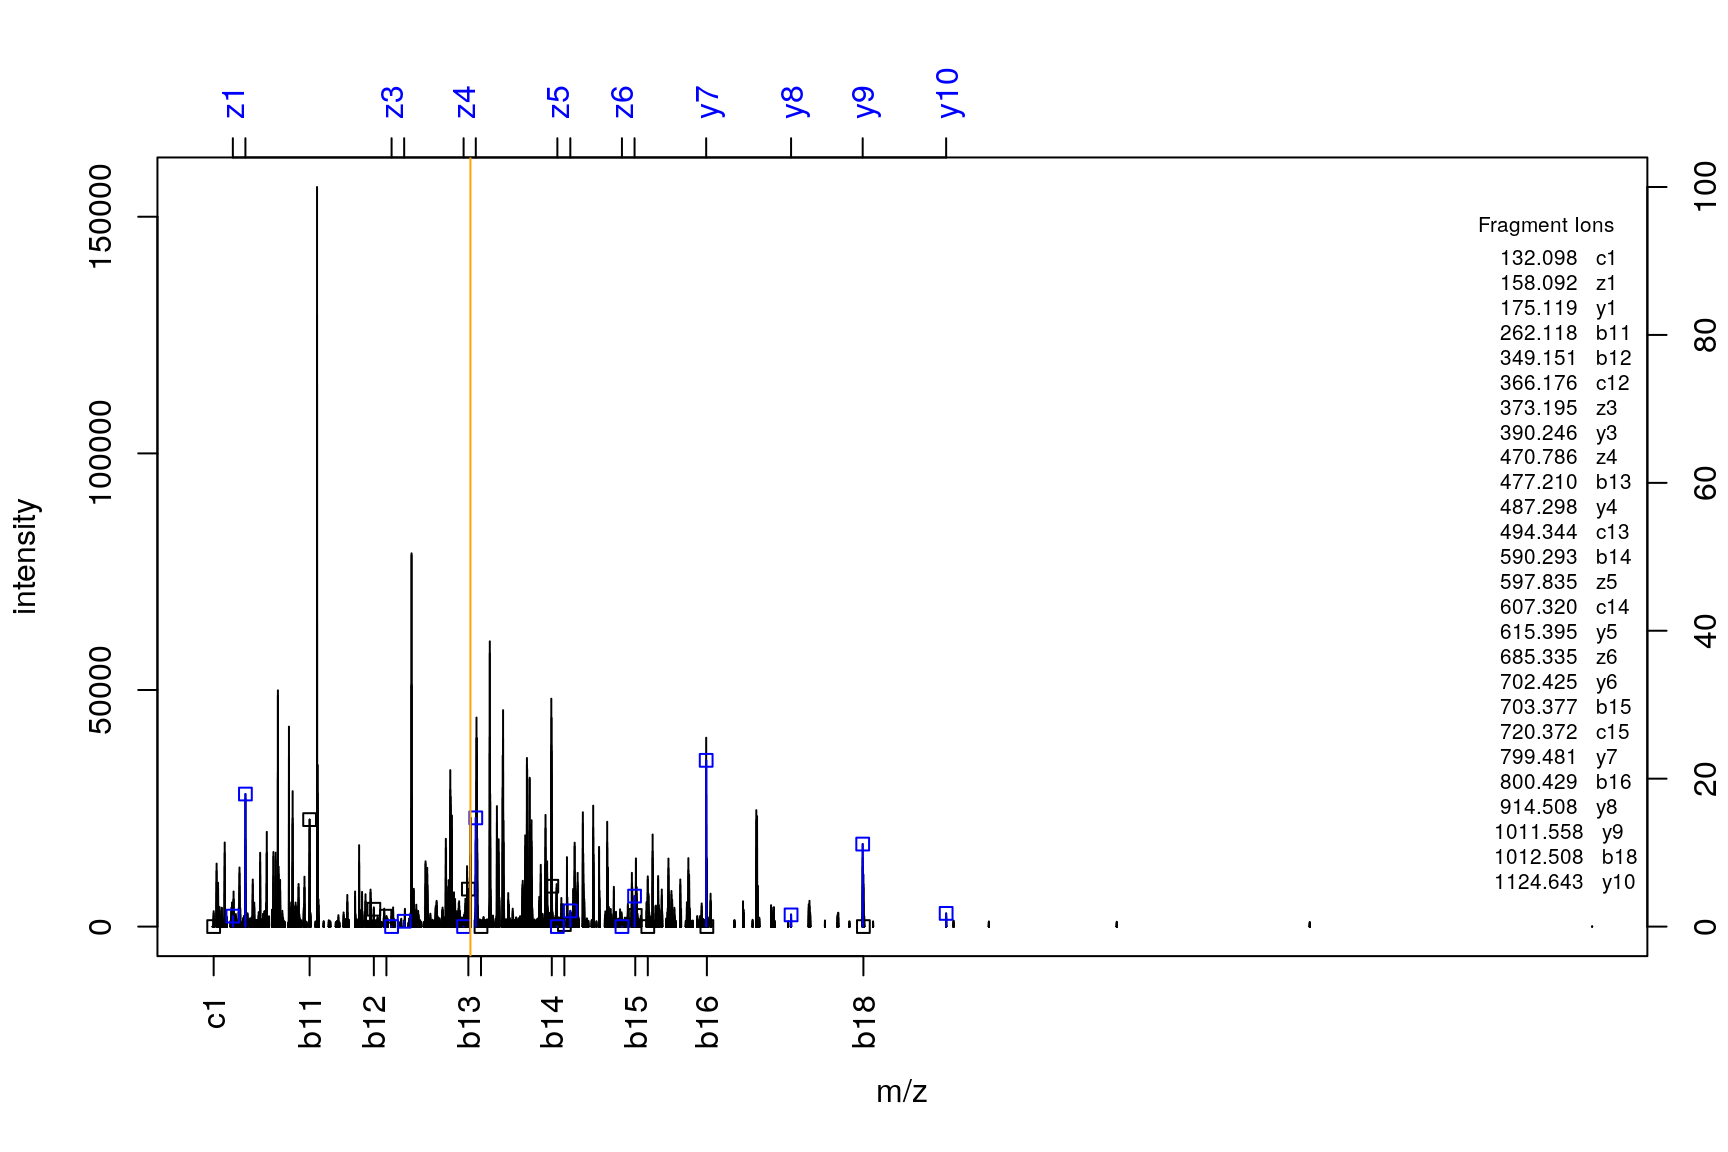 z1 z3 z4 z5 z6 y7 y8 y9 y10
150000
100000
50000
0
intensity
100
80
60
40
20
0
Fragment Ions
132.098 c1
158.092 z1
175.119 y1
262.118 b11
349.151 b12
366.176 c12
373.195 z3
390.246 y3
470.786 z4
477.210 b13
487.298 y4
494.344 c13
590.293 b14
597.835 z5
607.320 c14
615.395 y5
685.335 z6
702.425 y6
703.377 b15
720.372 c15
799.481 y7
800.429 b16
914.508 y8
1011.558 y9
1012.508 b18
1124.643 y10
c1 b11 b12 b13 b14 b15 b16 b18
m/z